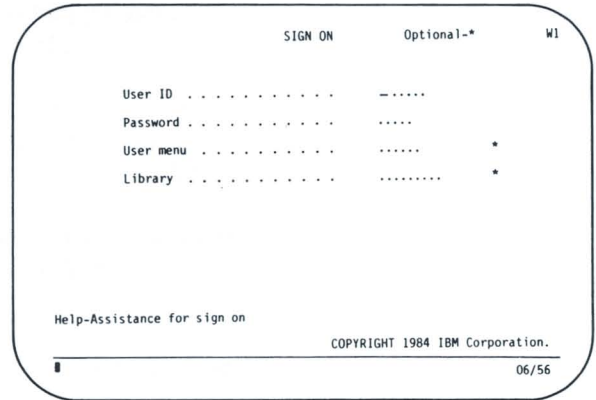 SIGN ON Optional-* W1
User ID . . . . . . . . . . . _.....
Password . . . . . . . . . . . .....
User menu . . . . . . . . . . ...... *
Library . . . . . . . . . . . ......... *
Help-Assistance for sign on
COPYRIGHT 1984 IBM Corporation.
06/56